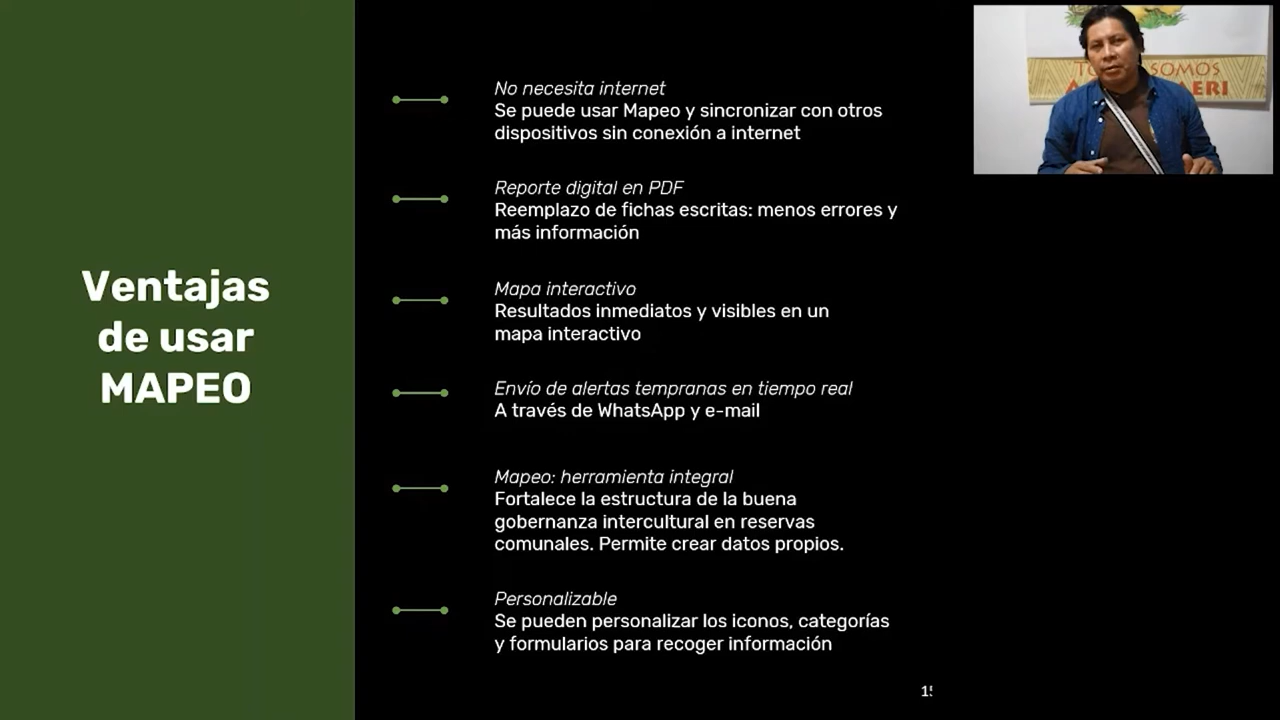 Ventajas
de usar
MAPEO
No necesita internet
Se puede usar Mapeo y sincronizar con otros
dispositivos sin conexión a internet
Reporte digital en PDF
Reemplazo de fichas escritas: menos errores y
más información
Mapa interactivo
Resultados inmediatos y visibles en un
mapa interactivo
Envío de alertas tempranas en tiempo real
A través de WhatsApp y e-mail
Mapeo: herramienta integral
Fortalece la estructura de la buena
gobernanza intercultural en reservas
comunales. Permite crear datos propios.
Personalizable
Se pueden personalizar los iconos, categorías
y formularios para recoger información
SOMOS